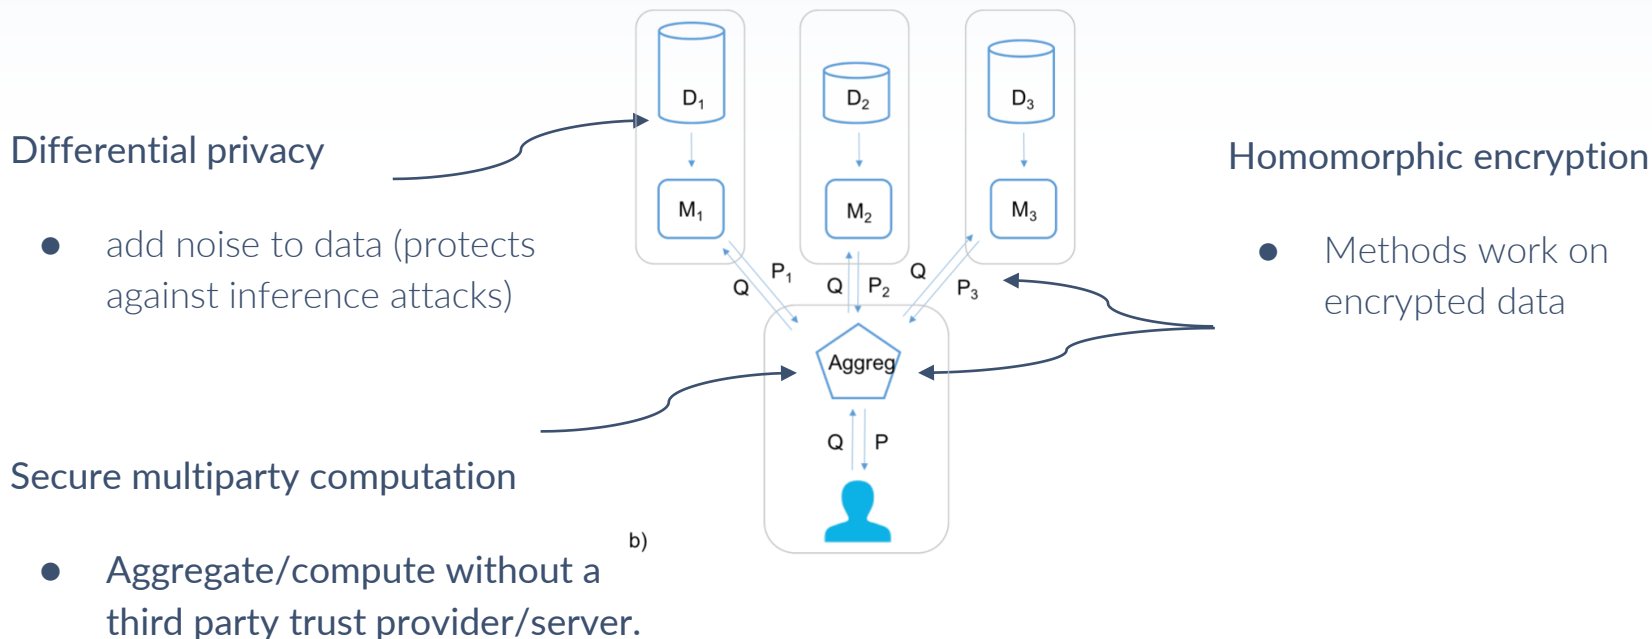 D₁
D₂
D₃
Differential privacy
Homomorphic encryption
M₁
M₂
M₃
● add noise to data (protects
against inference attacks)
● Methods work on
encrypted data
Q
P₁
Q
P₂
Q
P₃
Aggreg
Q
P
Secure multiparty computation
b)
● Aggregate/compute without a
third party trust provider/server.